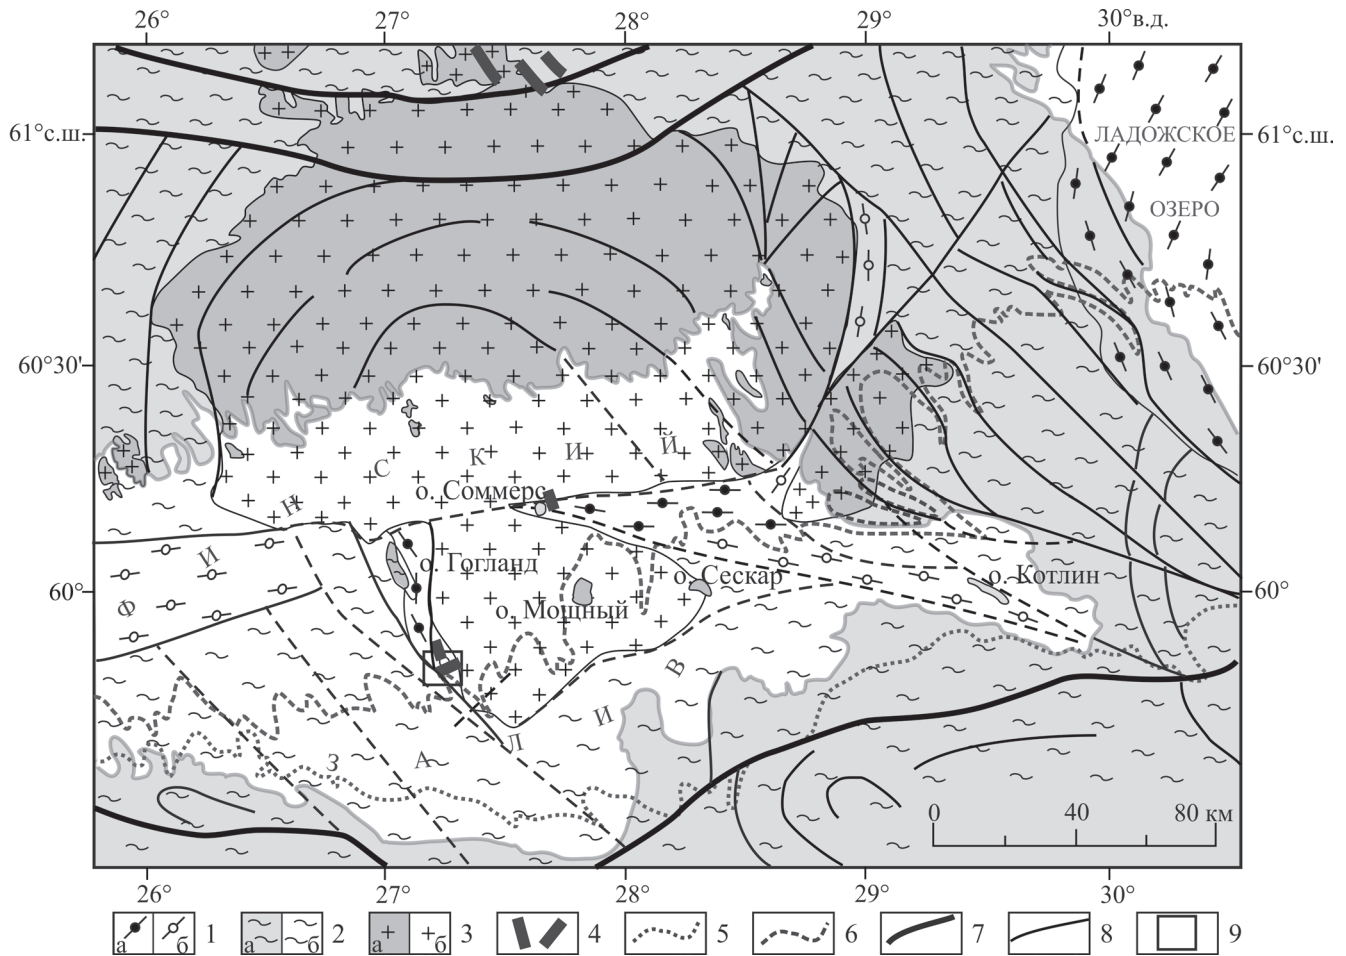 26° 27° 28° 29° 30°в.д.
61°с.ш. 61°с.ш.
ЛАДОЖСКОЕ
ОЗЕРО
60°30' 60°30'
ФИНСКИЙ
о. Соммерс
о. Гогланд
о. Сескар
о. Котлин
60° 60°
о. Мощный
ЗАЛИВ
0 40 80 км
26° 27° 28° 29° 30°
а б 1 а б 2 а б 3 4 5 6 7 8 9